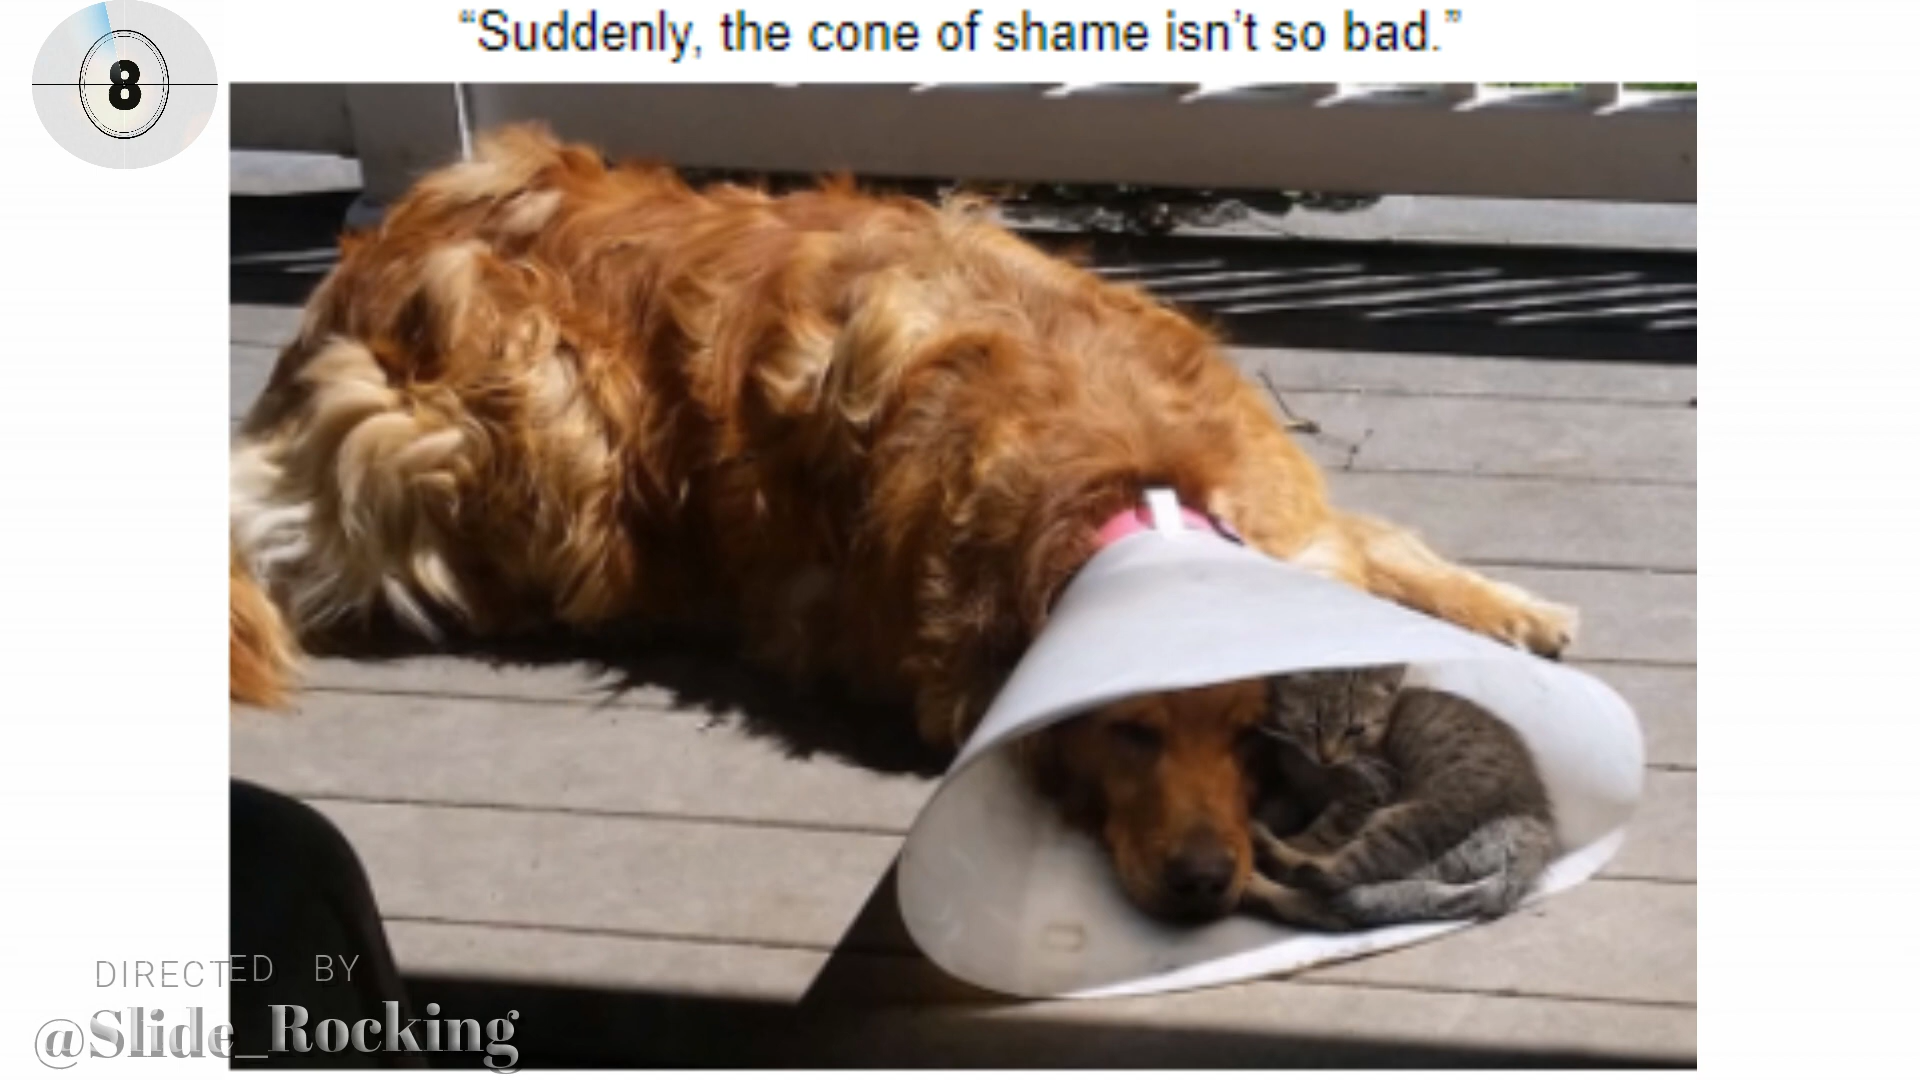 “Suddenly, the cone of shame isn’t so bad.”
8
DIRECTED BY
@Slide_Rocking